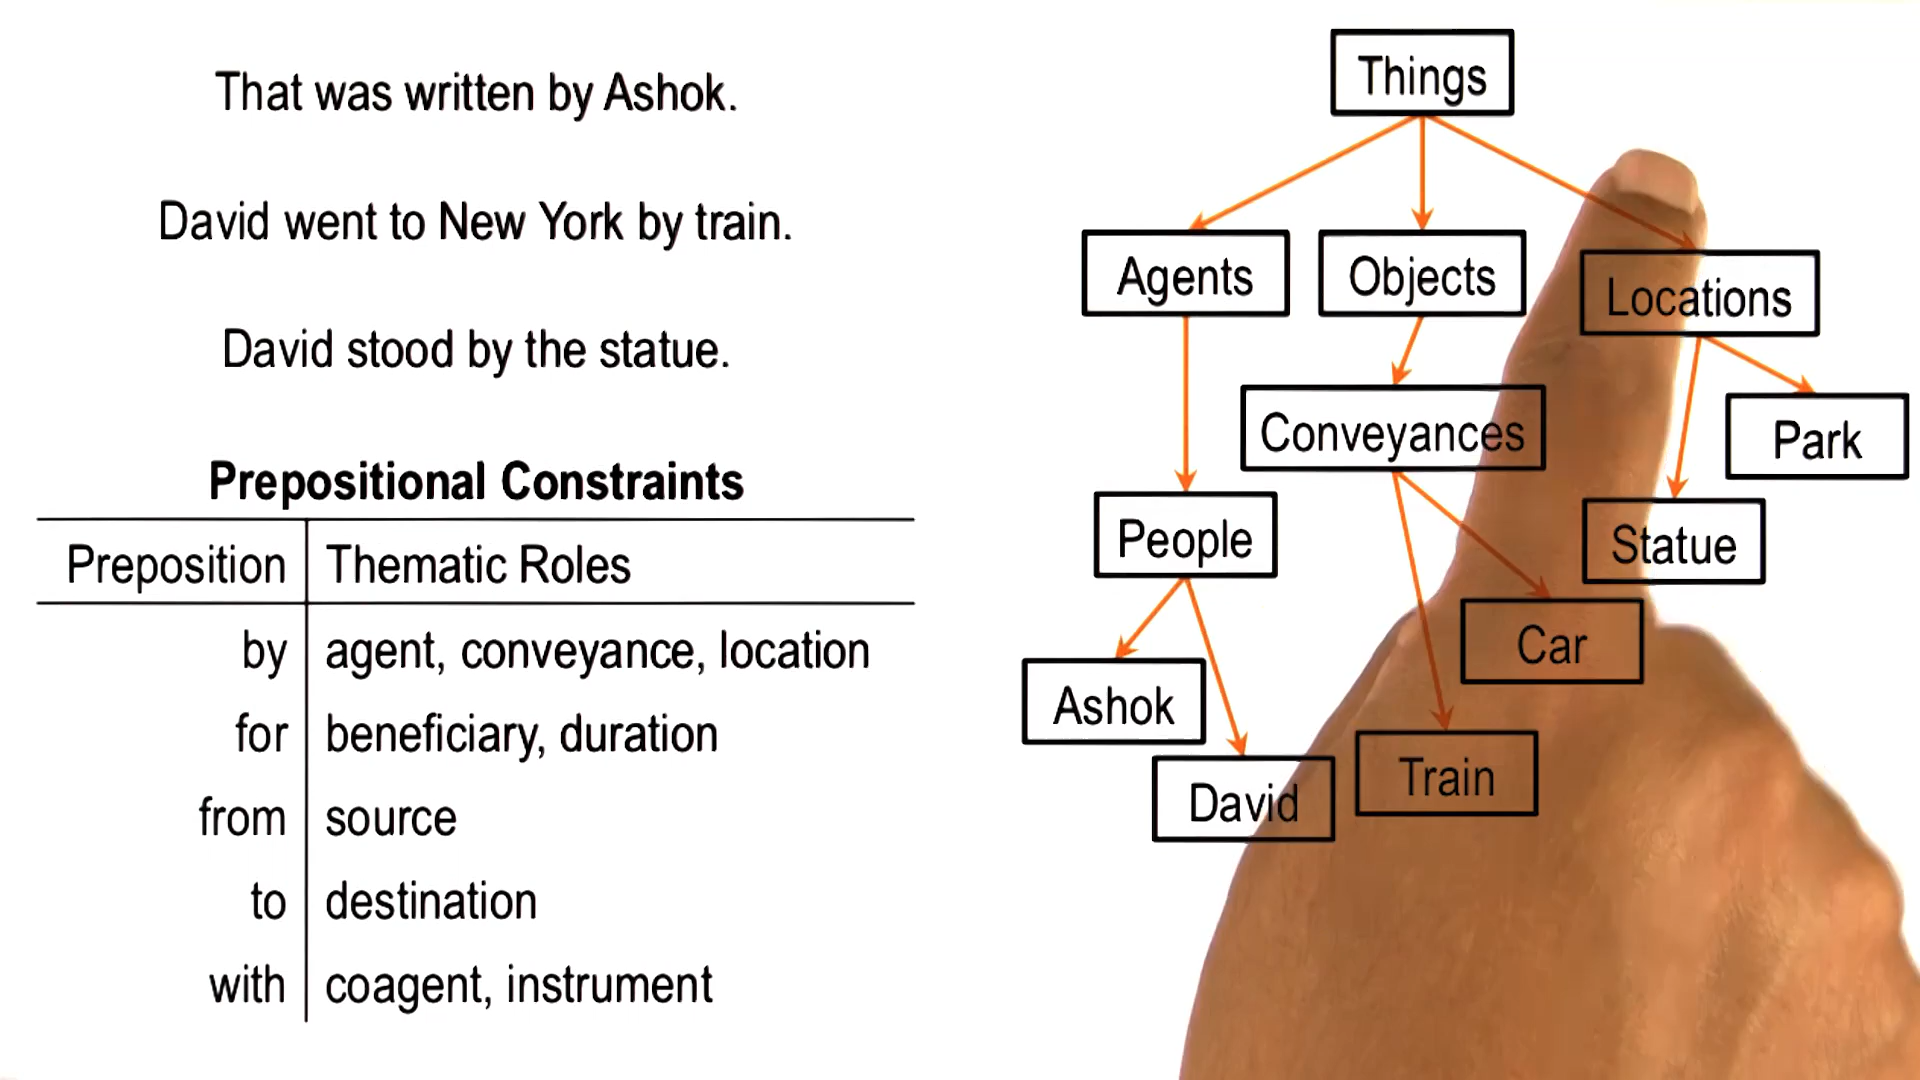 That was written by Ashok.
David went to New York by train.
David stood by the statue.
Prepositional Constraints
Preposition Thematic Roles
by agent, conveyance, location
for beneficiary, duration
from source
to destination
with coagent, instrument
Things
Agents
Objects
Locations
Conveyances
Park
People
Statue
Car
Ashok
Train
David